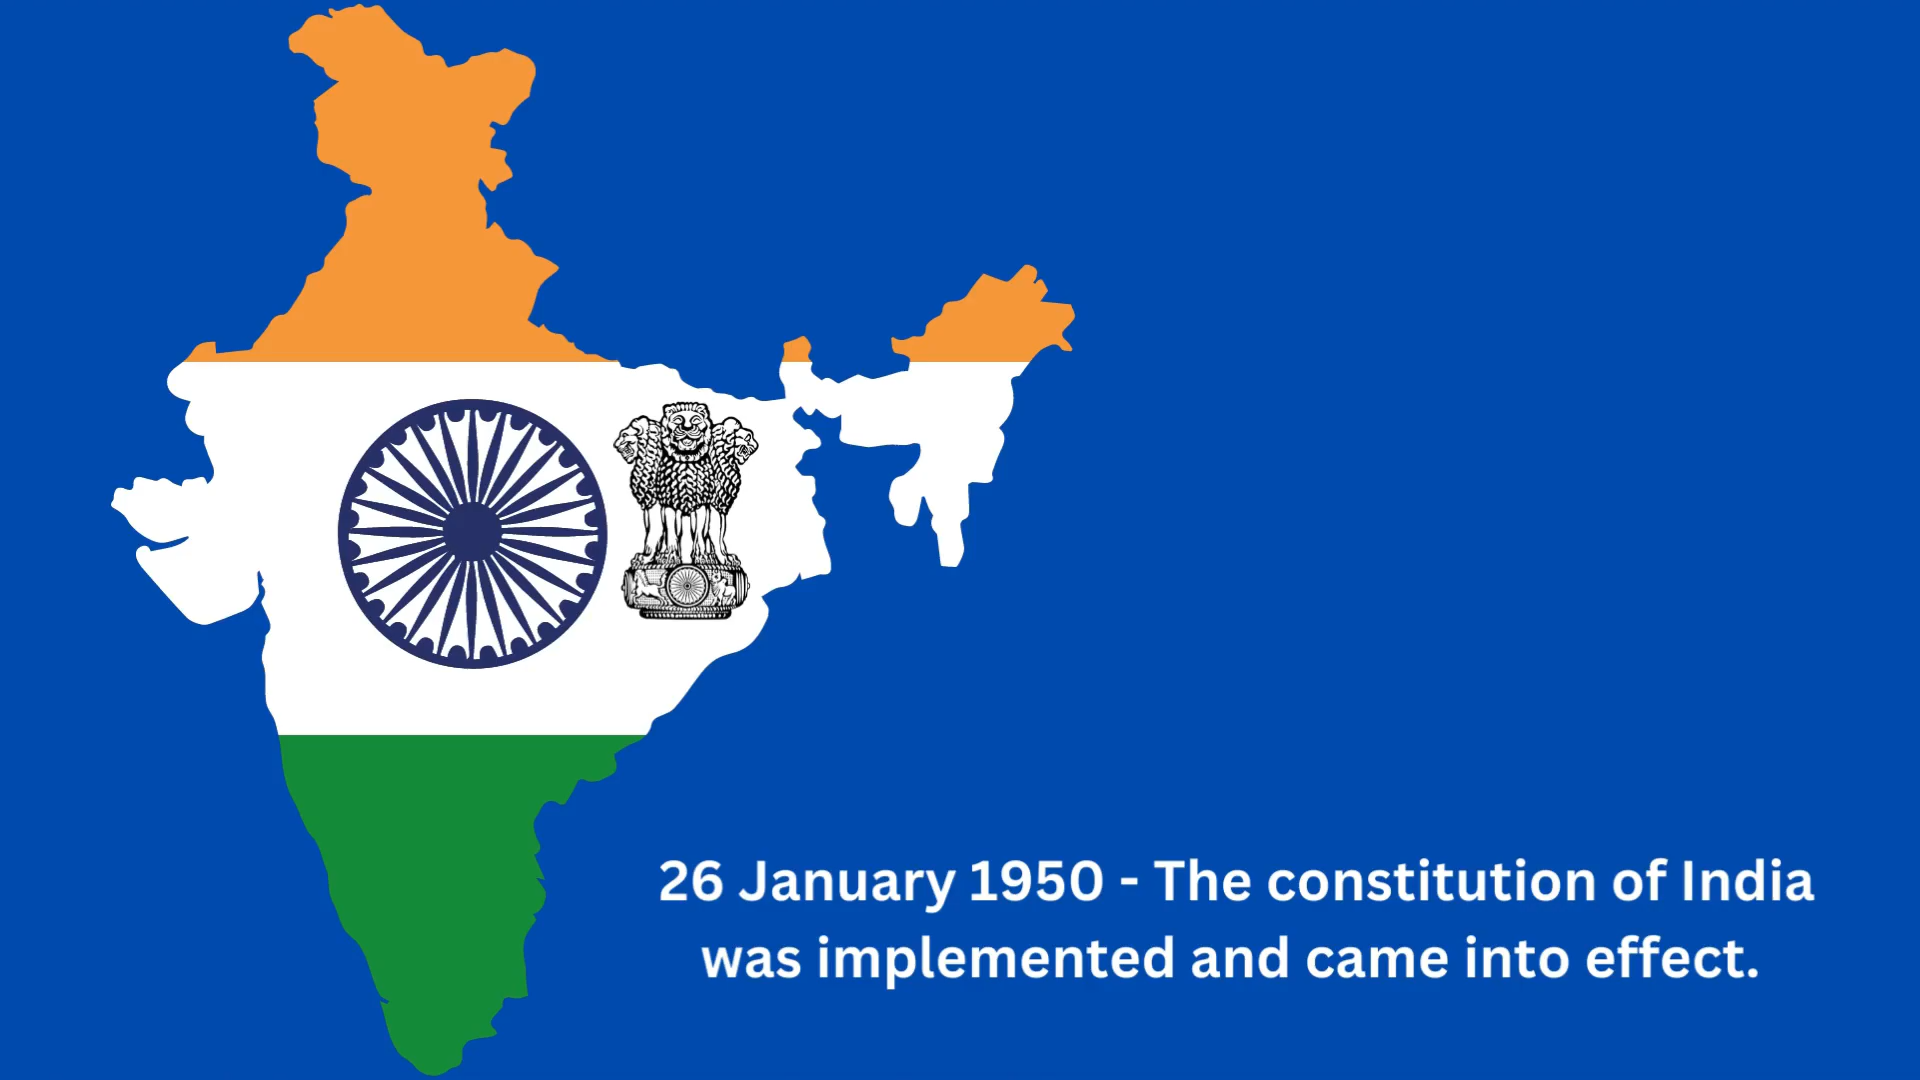 26 January 1950 - The constitution of India
was implemented and came into effect.